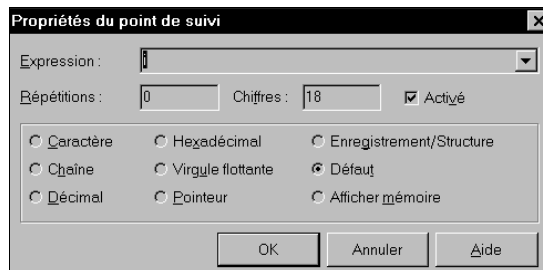 Propriétés du point de suivi
Expression : i
Répétitions : 0 Chiffres : 18 Activé
Caractère Hexadécimal Enregistrement/Structure
Chaîne Virgule flottante Défaut
Décimal Pointeur Afficher mémoire
OK Annuler Aide